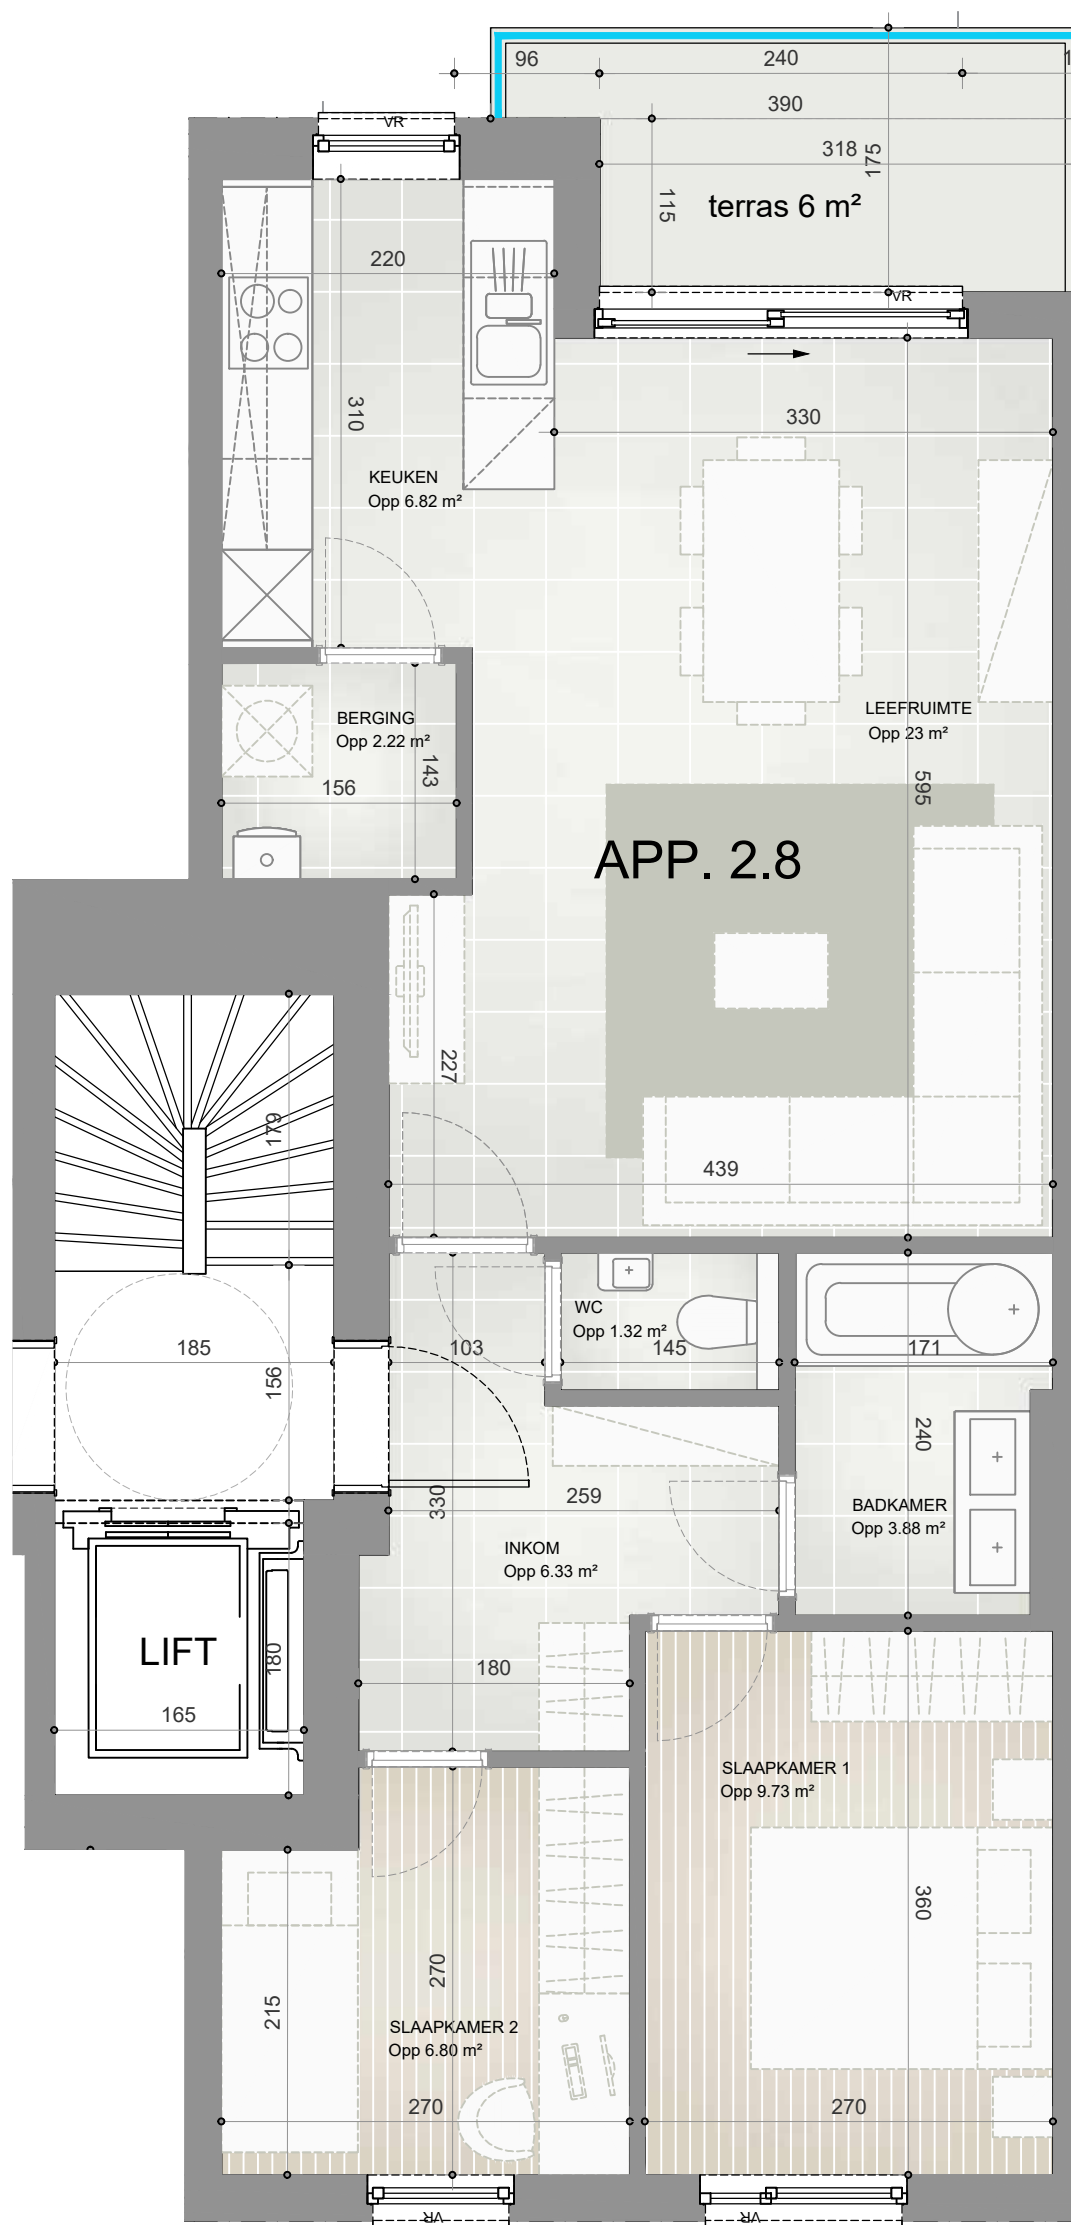 96
240
390
318
175
115
terras 6 m²
VR
VR
220
310
330
KEUKEN
Opp 6.82 m²
LEEFRUIMTE
Opp 23 m²
BERGING
Opp 2.22 m²
143
156
595
APP. 2.8
227
179
439
WC
Opp 1.32 m²
185
156
103
145
171
240
330
259
BADKAMER
Opp 3.88 m²
INKOM
Opp 6.33 m²
LIFT
180
165
180
SLAAPKAMER 1
Opp 9.73 m²
360
270
215
SLAAPKAMER 2
Opp 6.80 m²
270
270
VR
VR